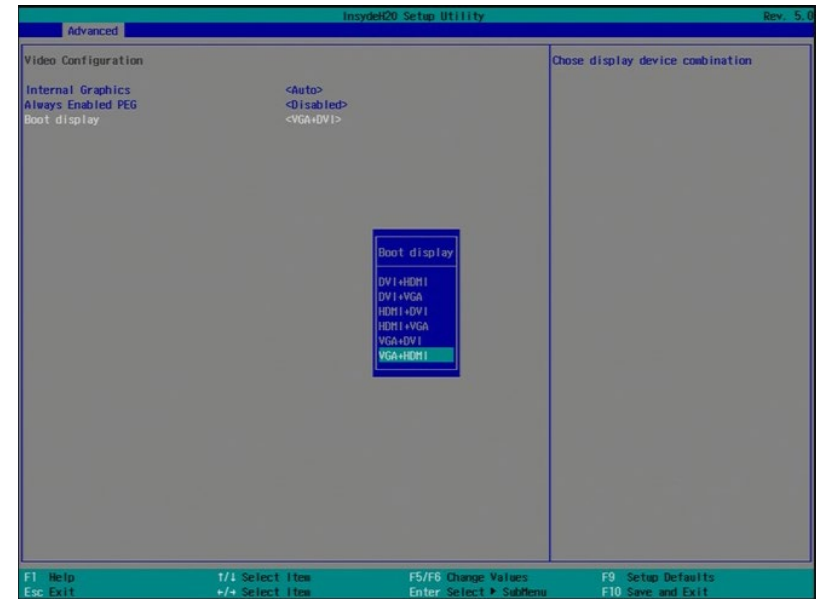 InsydeH20 Setup Utility Rev. 5.0
Advanced
Video Configuration
Chose display device combination
Internal Graphics <Auto>
Always Enabled PEG <Disabled>
Boot display <VGA+DVI>
Boot display
DVI+HDMI
DVI+VGA
HDMI+DVI
HDMI+VGA
VGA+DVI
VGA+HDMI
F1 Help ↑/↓ Select Item F5/F6 Change Values F9 Setup Defaults
Esc Exit ←/→ Select Item Enter Select ▶ SubMenu F10 Save and Exit